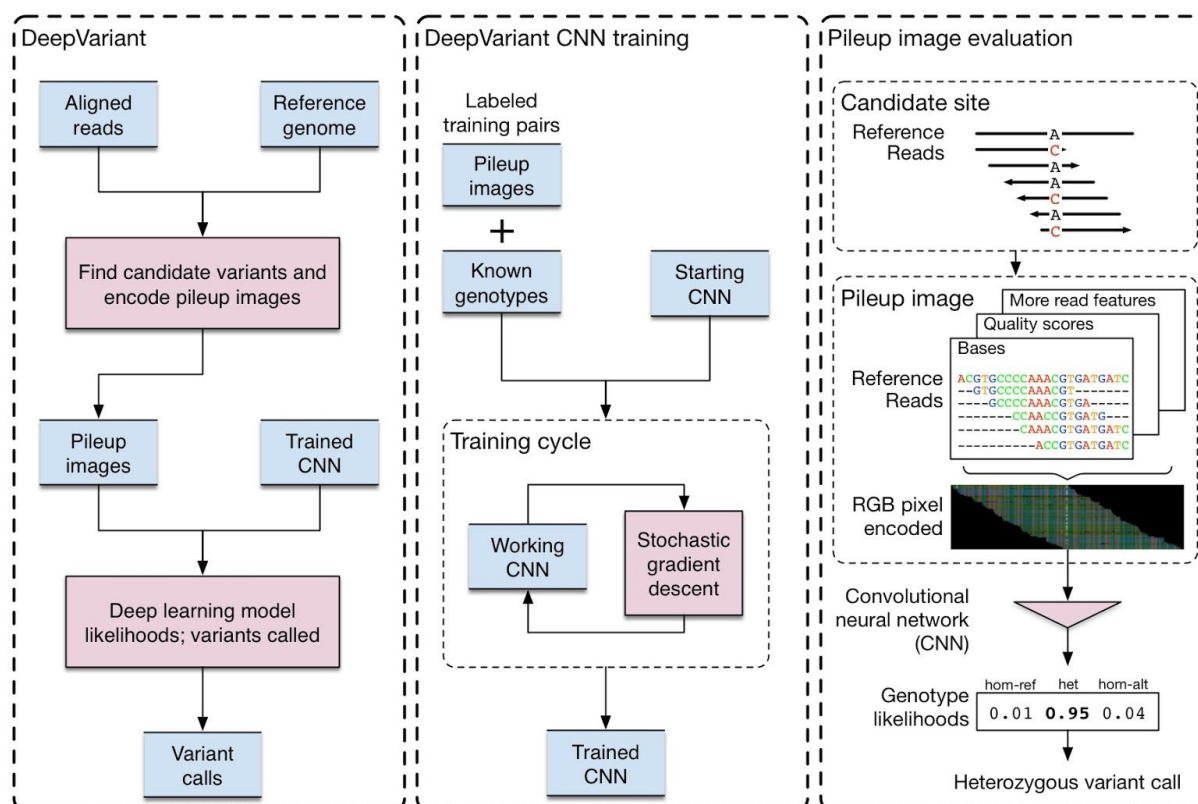 DeepVariant
Aligned
reads
Reference
genome
Find candidate variants and
encode pileup images
Pileup
images
Trained
CNN
Deep learning model
likelihoods; variants called
Variant
calls
DeepVariant CNN training
Labeled
training pairs
Pileup
images
+
Known
genotypes
Starting
CNN
Training cycle
Working
CNN
Stochastic
gradient
descent
Trained
CNN
Pileup image evaluation
Candidate site
Reference
Reads
A
C
A
A
C
A
C
Pileup image
More read features
Quality scores
Bases
Reference
Reads
ACGTGCCCCAAACGTGATGATC
--GTGCCCCAAACGT-------
----GCCCCAAACGTGA-----
-------CCAACCGTGATG---
--------CAAACGTGATGATC
----------ACCGTGATGATC
RGB pixel
encoded
Convolutional
neural network
(CNN)
Genotype
likelihoods
hom-ref het hom-alt
0.01 0.95 0.04
Heterozygous variant call